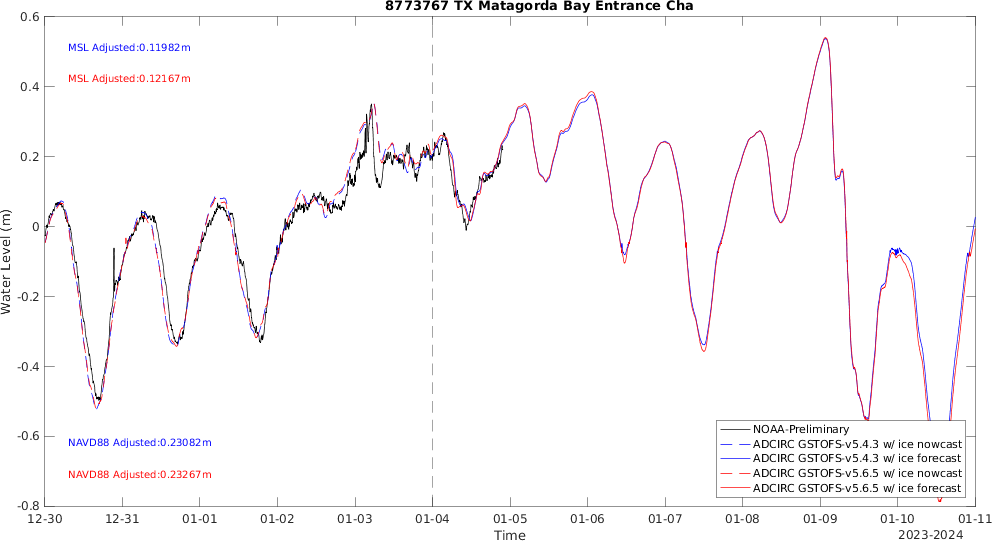 8773767 TX Matagorda Bay Entrance Cha
0.6
0.4
0.2
0
-0.2
-0.4
-0.6
-0.8
Water Level (m)
MSL Adjusted:0.11982m
MSL Adjusted:0.12167m
NAVD88 Adjusted:0.23082m
NAVD88 Adjusted:0.23267m
NOAA-Preliminary
ADCIRC GSTOFS-v5.4.3 w/ ice nowcast
ADCIRC GSTOFS-v5.4.3 w/ ice forecast
ADCIRC GSTOFS-v5.6.5 w/ ice nowcast
ADCIRC GSTOFS-v5.6.5 w/ ice forecast
12-30 12-31 01-01 01-02 01-03 01-04 01-05 01-06 01-07 01-08 01-09 01-10 01-11
Time
2023-2024